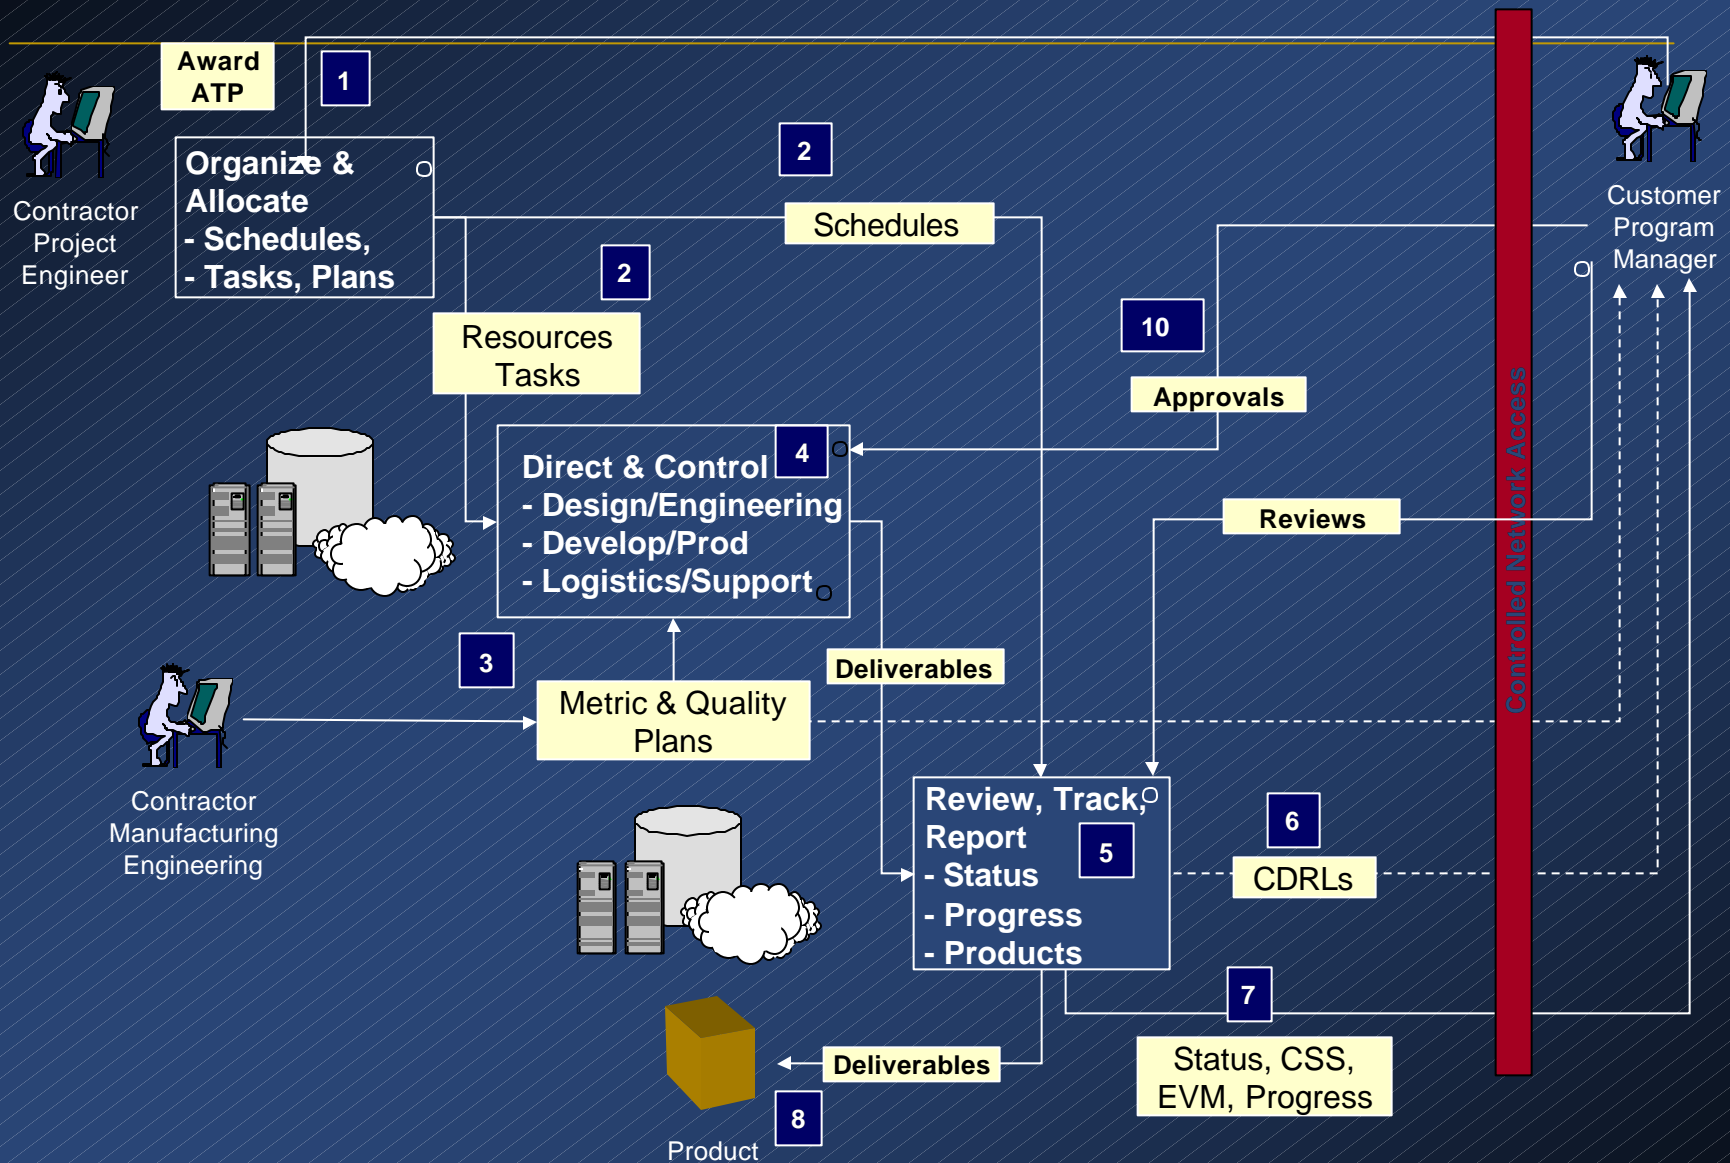 Award
ATP
1
Contractor
Project
Engineer
Organize &
Allocate
- Schedules,
- Tasks, Plans
2
Schedules
2
Resources
Tasks
Customer
Program
Manager
10
Approvals
4
Direct & Control
- Design/Engineering
- Develop/Prod
- Logistics/Support
Reviews
Controlled Network Access
3
Metric & Quality
Plans
Deliverables
Contractor
Manufacturing
Engineering
Review, Track,
Report
- Status
- Progress
- Products
5
6
CDRLs
7
Status, CSS,
EVM, Progress
Deliverables
8
Product